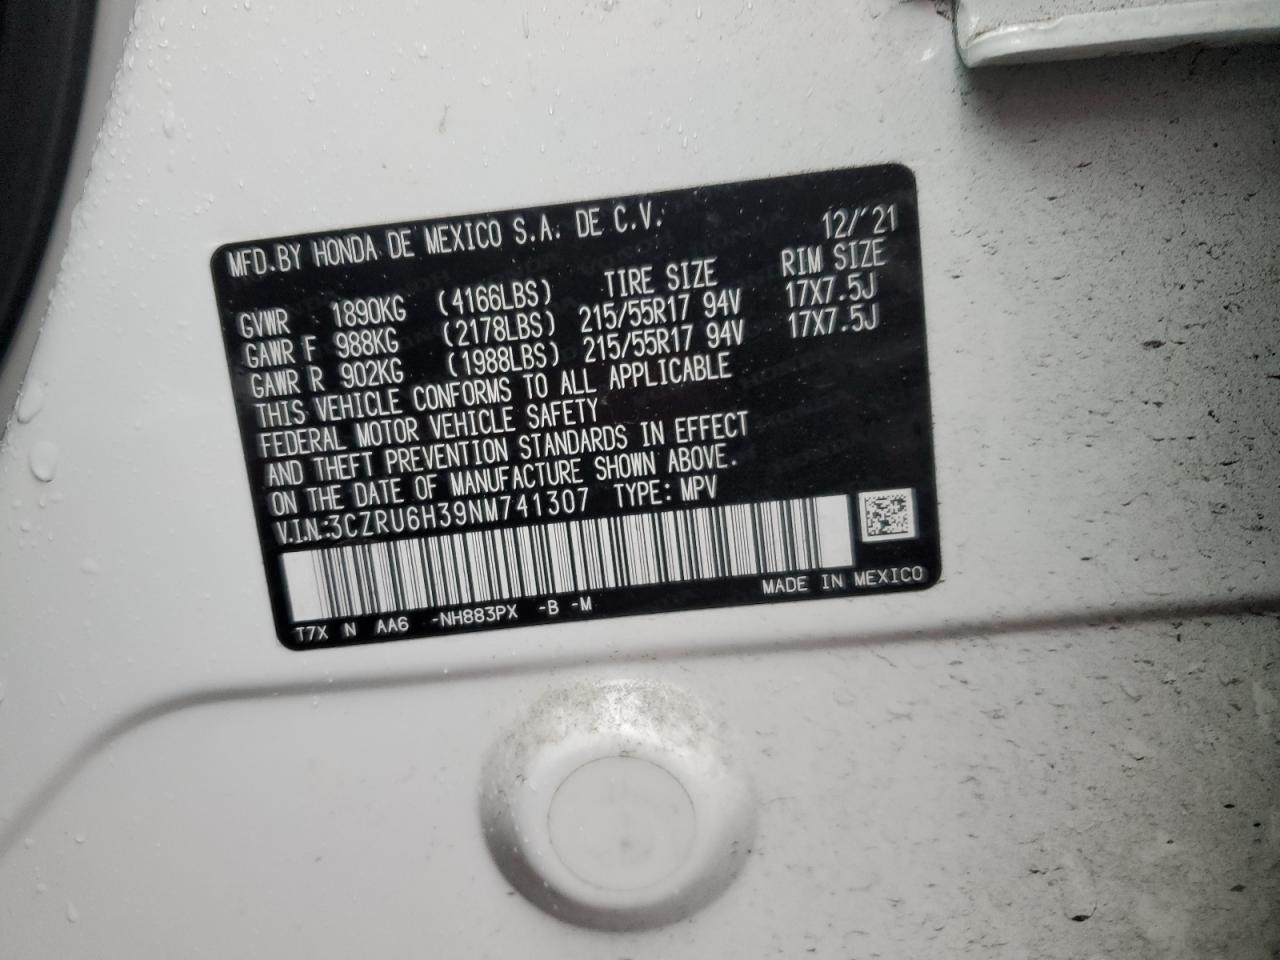 MFD.BY HONDA DE MEXICO S.A. DE C.V. 12/'21
TIRE SIZE RIM SIZE
GVWR 1890KG (4166LBS)
GAWR F 988KG (2178LBS) 215/55R17 94V 17X7.5J
GAWR R 902KG (1988LBS) 215/55R17 94V 17X7.5J
THIS VEHICLE CONFORMS TO ALL APPLICABLE
FEDERAL MOTOR VEHICLE SAFETY
AND THEFT PREVENTION STANDARDS IN EFFECT
ON THE DATE OF MANUFACTURE SHOWN ABOVE.
V.I.N:3CZRU6H39NM741307 TYPE: MPV
MADE IN MEXICO
T7X N AA6 -NH883PX -B -M